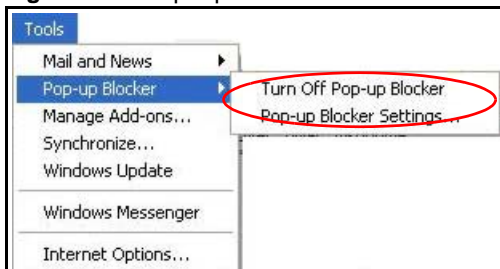 Tools
Mail and News
Pop-up Blocker
Turn Off Pop-up Blocker
Manage Add-ons...
Pop-up Blocker Settings...
Synchronize...
Windows Update
Windows Messenger
Internet Options...